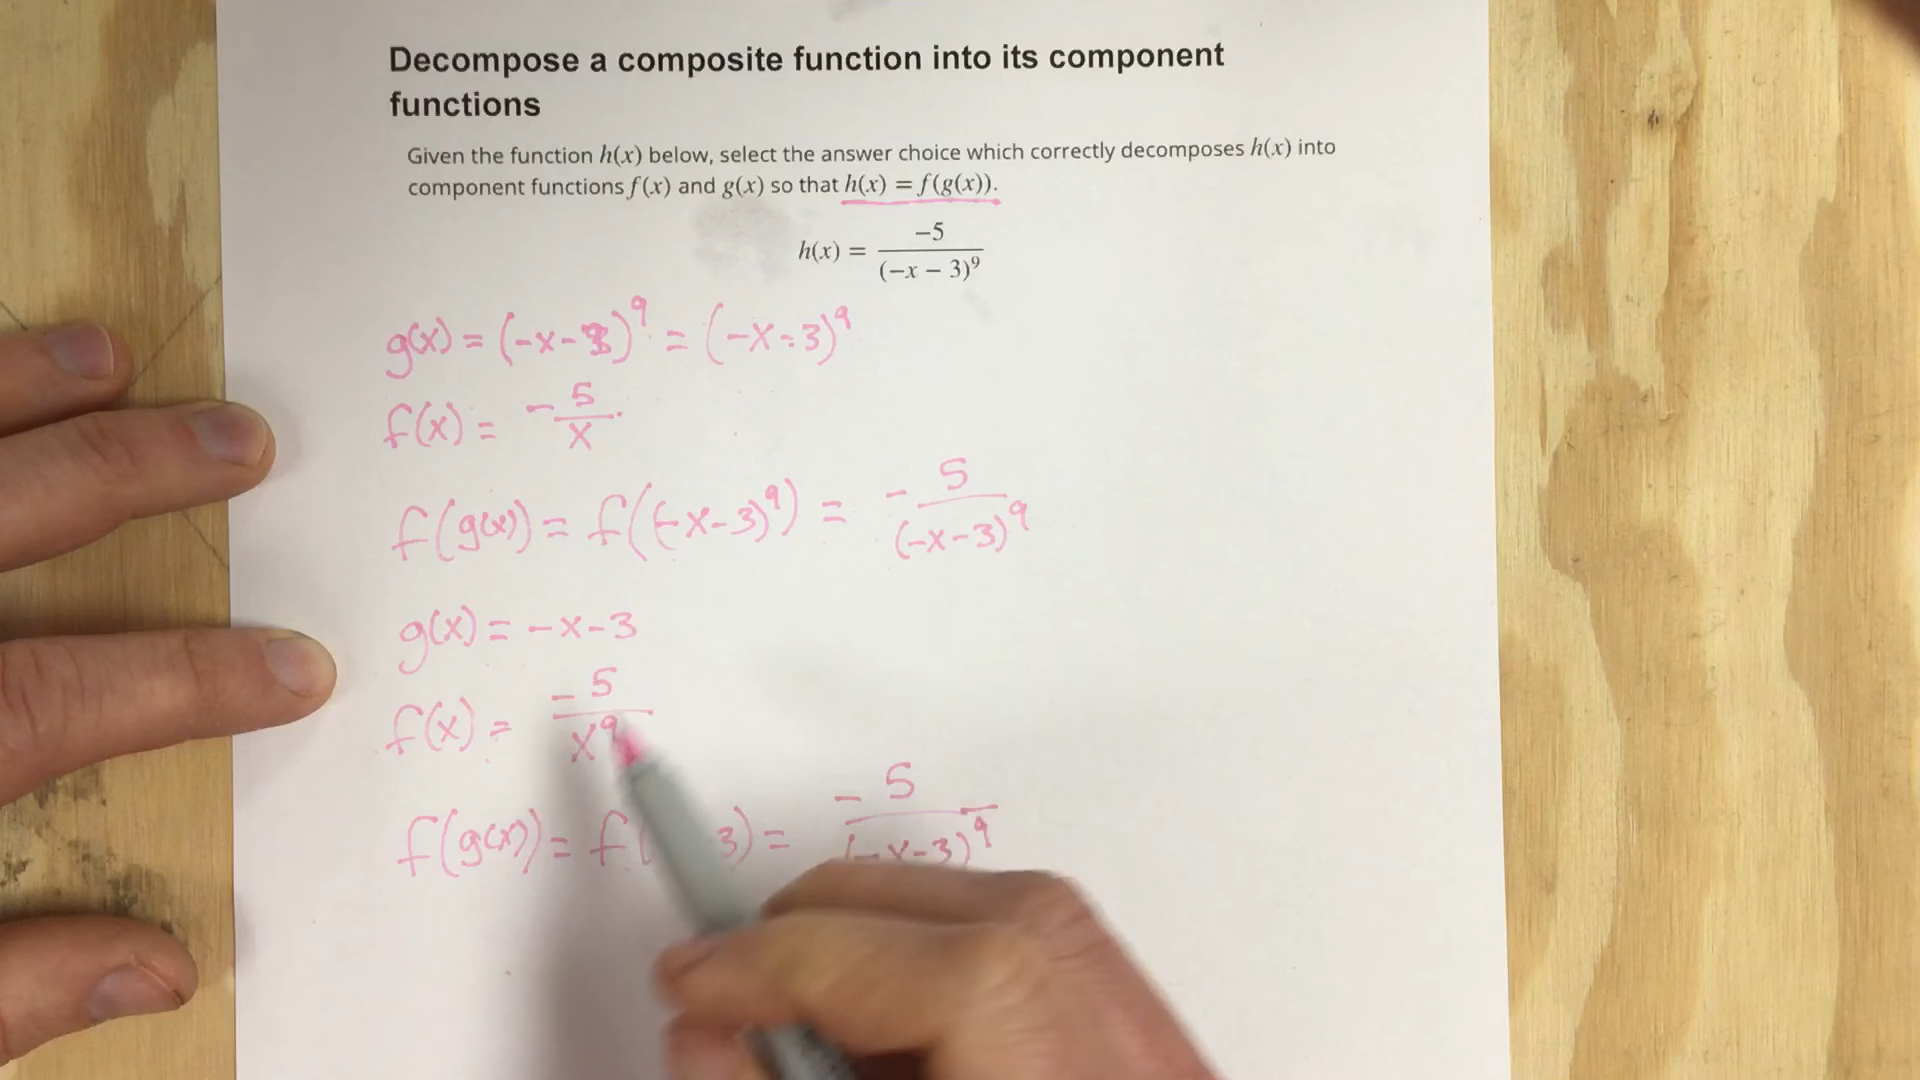 Decompose a composite function into its component
functions
Given the function h(x) below, select the answer choice which correctly decomposes h(x) into
component functions f(x) and g(x) so that h(x) = f(g(x)).
h(x) = −5 / (−x − 3)⁹
g(x) = (-x-3)⁹ = (-x-3)⁹
f(x) = - 5/x
f(g(x)) = f((-x-3)⁹) = - 5/(-x-3)⁹
g(x) = -x-3
f(x) = -5/x⁹
f(g(x)) = f( 3) = -5/(-x-3)⁹